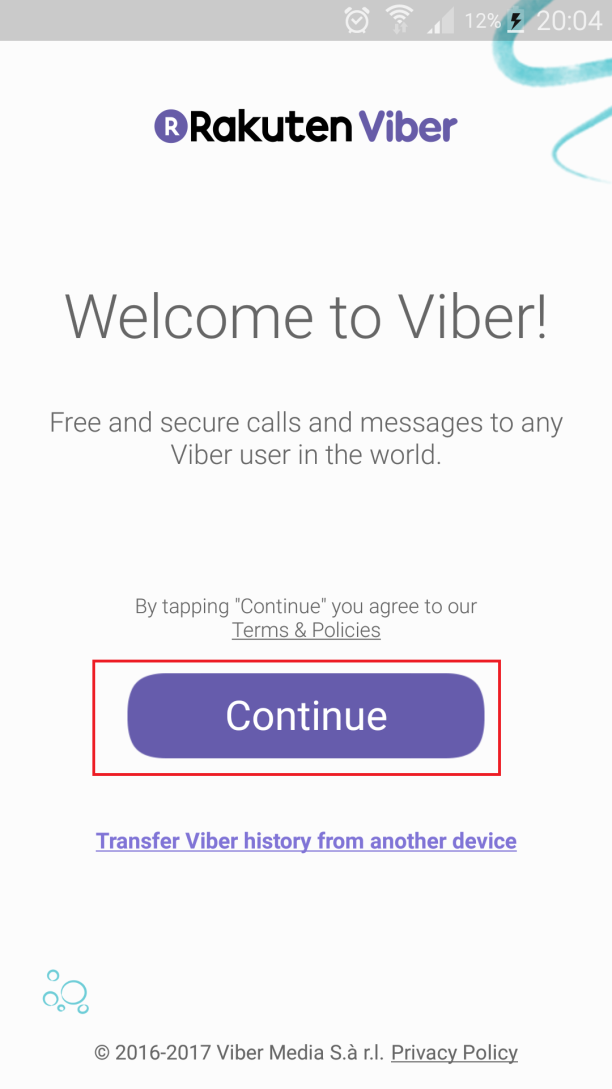 12% 20:04
R Rakuten Viber
Welcome to Viber!
Free and secure calls and messages to any
Viber user in the world.
By tapping "Continue" you agree to our
Terms & Policies
Continue
Transfer Viber history from another device
© 2016-2017 Viber Media S.à r.l. Privacy Policy